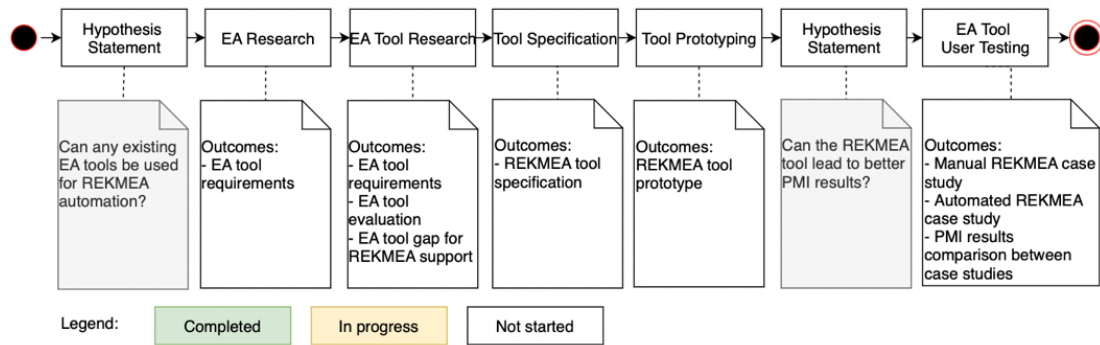 Hypothesis
Statement
EA Research
EA Tool Research
Tool Specification
Tool Prototyping
Hypothesis
Statement
EA Tool
User Testing
Can any existing
EA tools be used
for REKMEA
automation?
Outcomes:
- EA tool
requirements
Outcomes:
- EA tool
requirements
- EA tool
evaluation
- EA tool gap for
REKMEA support
Outcomes:
- REKMEA tool
specification
Outcomes:
REKMEA tool
prototype
Can the REKMEA
tool lead to better
PMI results?
Outcomes:
- Manual REKMEA case
study
- Automated REKMEA
case study
- PMI results
comparison between
case studies
Legend:
Completed
In progress
Not started